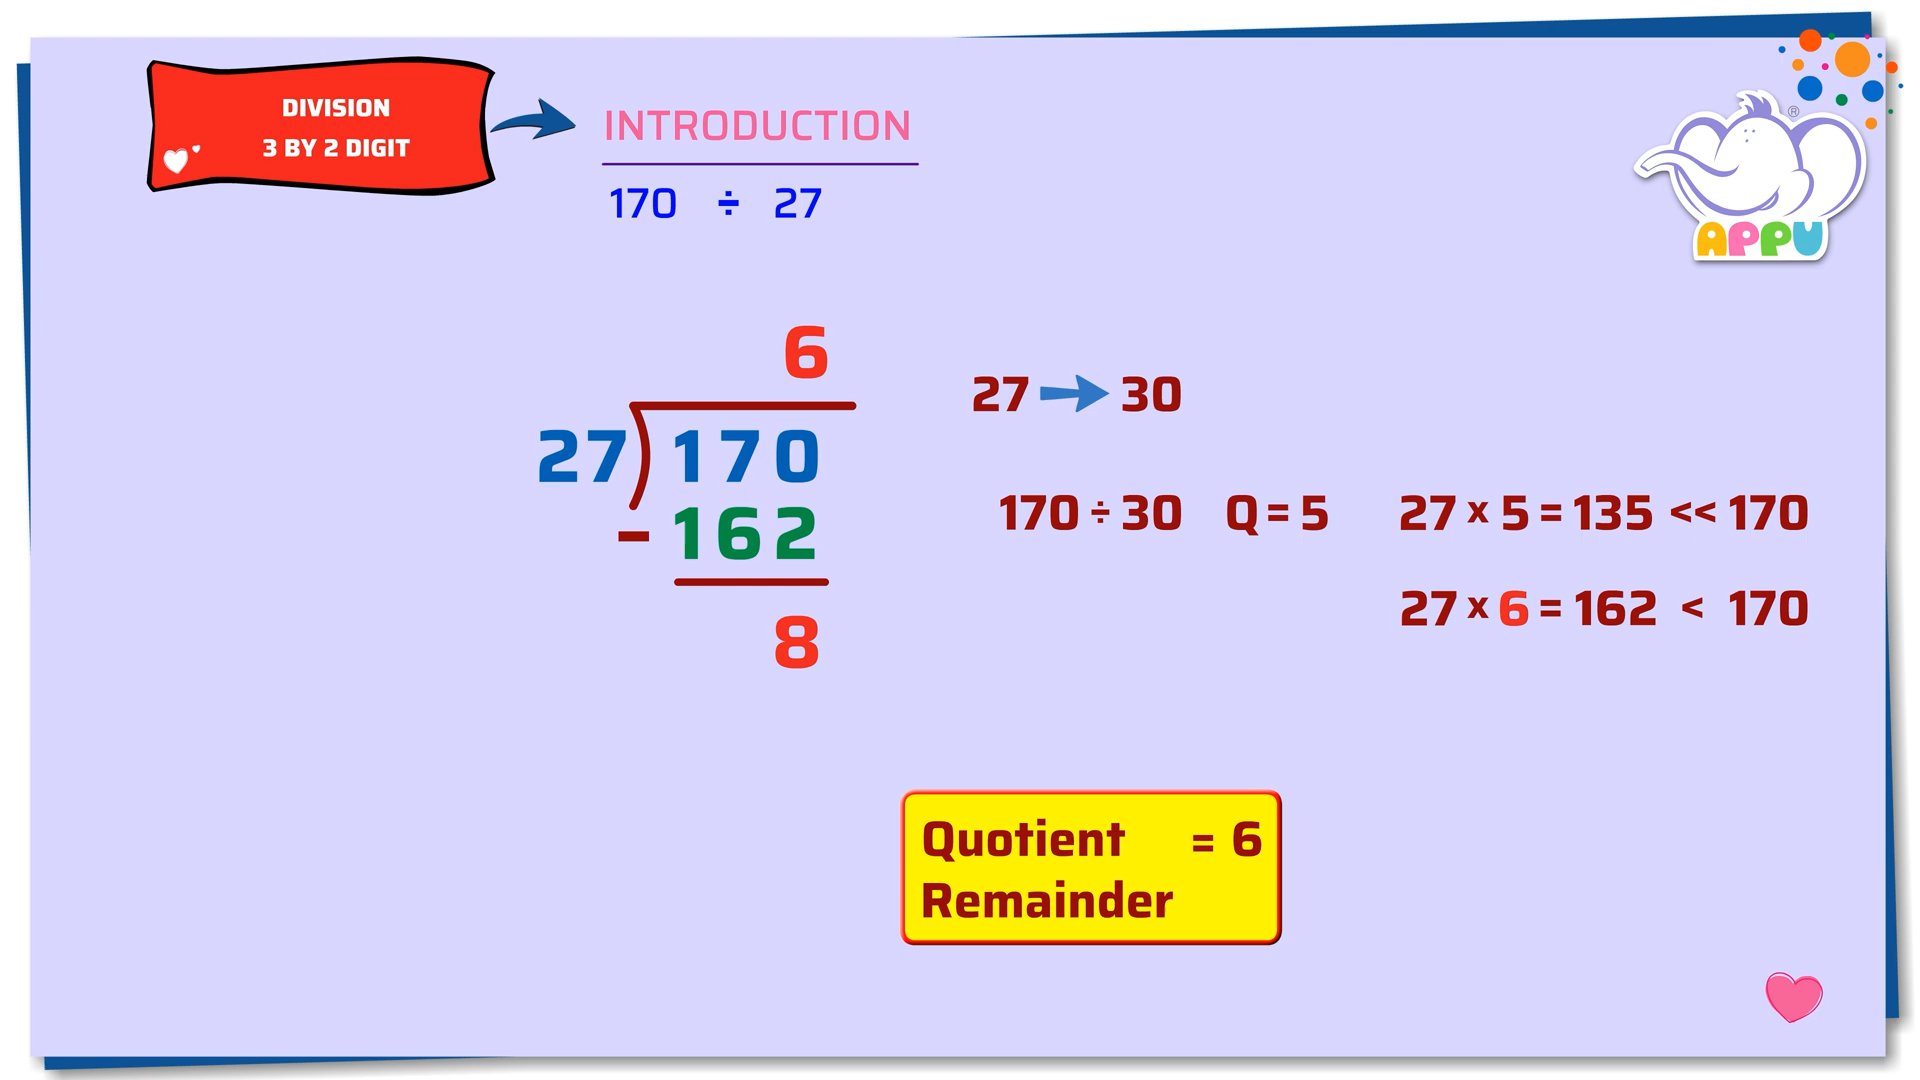 DIVISION
3 BY 2 DIGIT
INTRODUCTION
170 ÷ 27
®
APPU
6
27 170
- 162
8
27 30
170 ÷ 30 Q = 5 27 x 5 = 135 << 170
27 x 6 = 162 < 170
Quotient = 6
Remainder